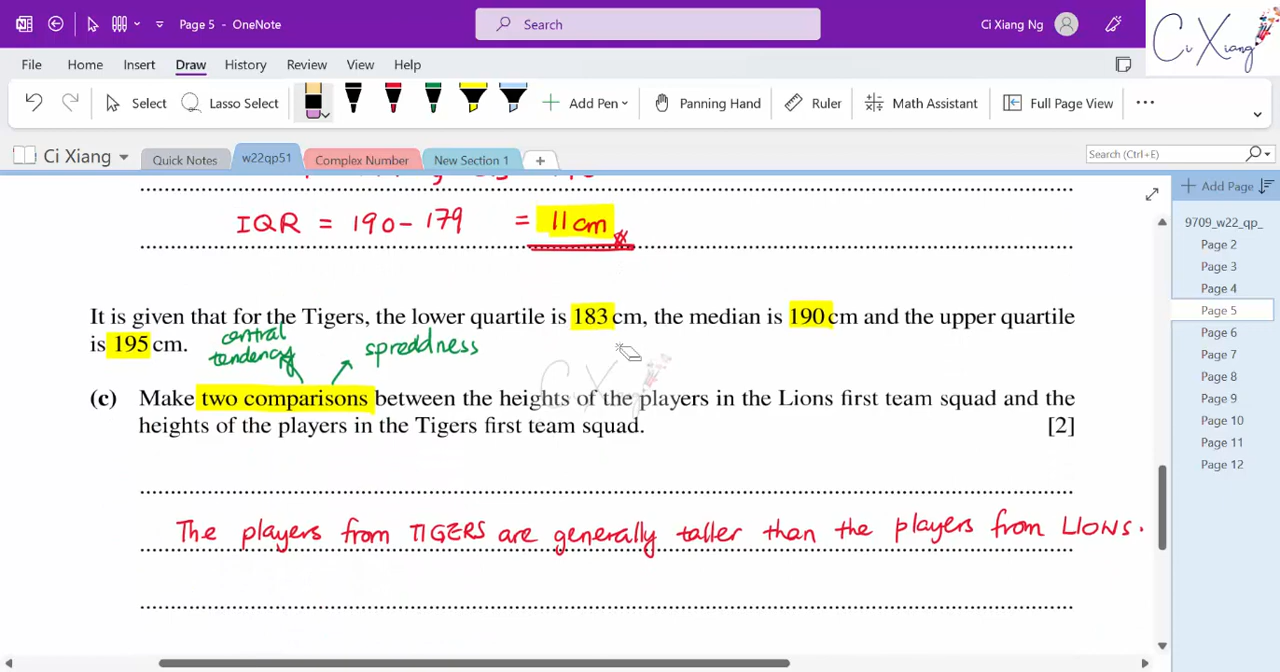 Page 5 - OneNote
Search
Ci Xiang Ng
Ci Xiang
File Home Insert Draw History Review View Help
Select Lasso Select Add Pen Panning Hand Ruler Math Assistant Full Page View
Ci Xiang Quick Notes w22qp51 Complex Number New Section 1 +
Search (Ctrl+E)
Add Page
9709_w22_qp_
Page 2
Page 3
Page 4
Page 5
Page 6
Page 7
Page 8
Page 9
Page 10
Page 11
Page 12
IQR = 190 - 179 = 11 cm
It is given that for the Tigers, the lower quartile is 183 cm, the median is 190 cm and the upper quartile
is 195 cm.
central
tendency
spreddness
(c) Make two comparisons between the heights of the players in the Lions first team squad and the
heights of the players in the Tigers first team squad. [2]
The players from TIGERS are generally taller than the players from LIONS.